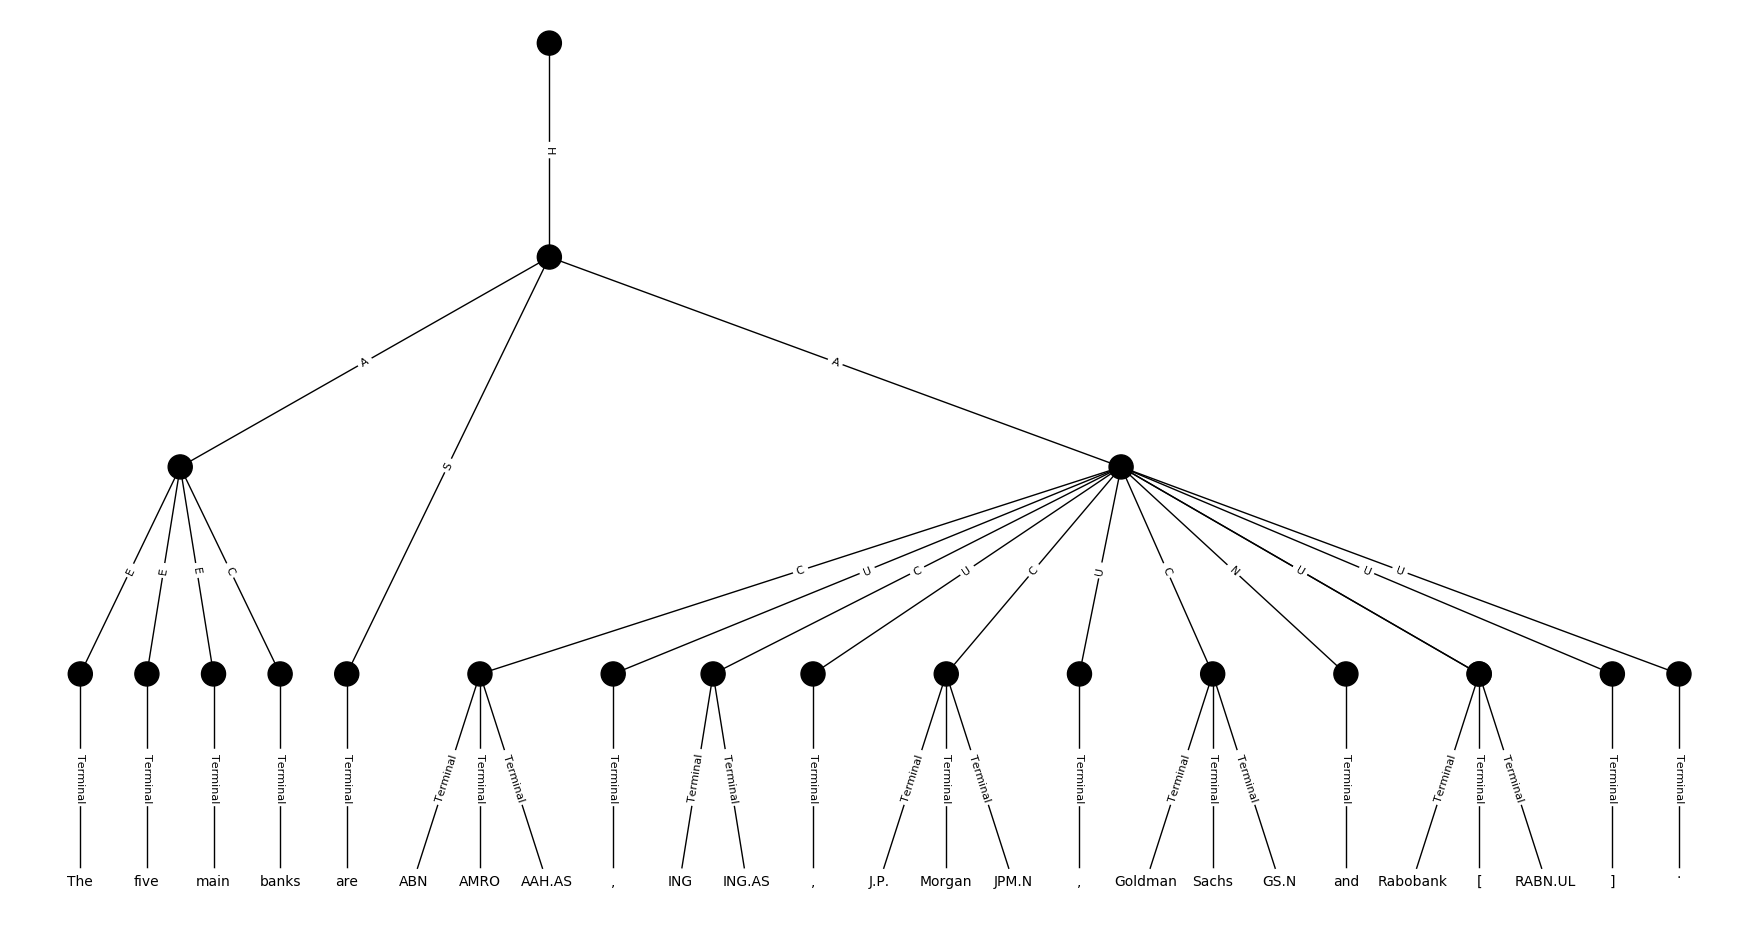 H
A A
S
E E E C C U C U C U C N U U U
Terminal Terminal Terminal Terminal Terminal Terminal Terminal Terminal Terminal Terminal Terminal Terminal Terminal Terminal Terminal Terminal Terminal Terminal Terminal Terminal Terminal Terminal Terminal Terminal Terminal
The five main banks are ABN AMRO AAH.AS , ING ING.AS , J.P. Morgan JPM.N , Goldman Sachs GS.N and Rabobank [ RABN.UL ] .